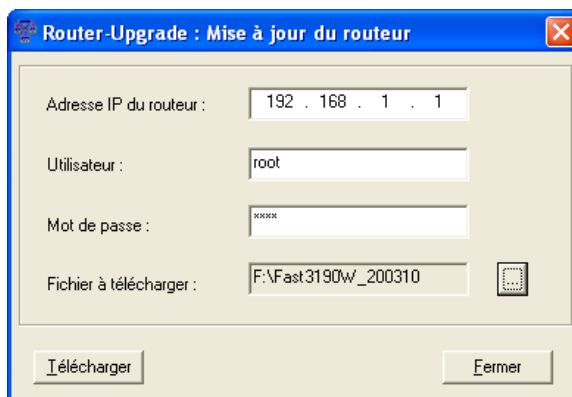 Router-Upgrade : Mise à jour du routeur
Adresse IP du routeur : 192 . 168 . 1 . 1
Utilisateur : root
Mot de passe : ****
Fichier à télécharger : F:\Fast3190W_200310 ...
Télécharger Fermer